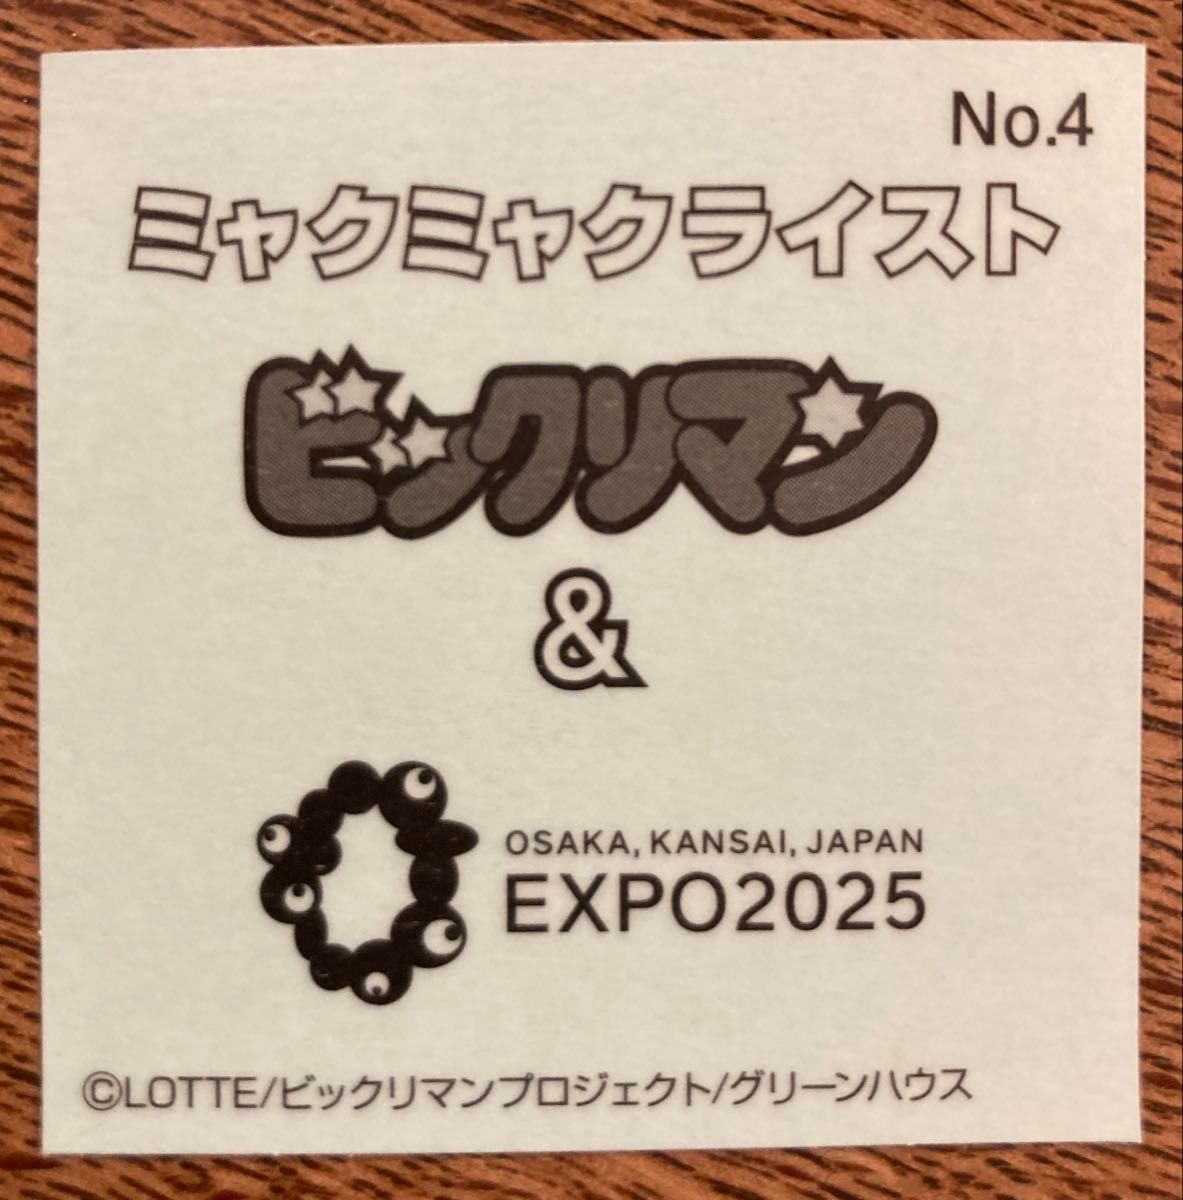 No.4
ミャクミャクライスト
ビックリマン
&
OSAKA, KANSAI, JAPAN
EXPO2025
©LOTTE/ビックリマンプロジェクト/グリーンハウス